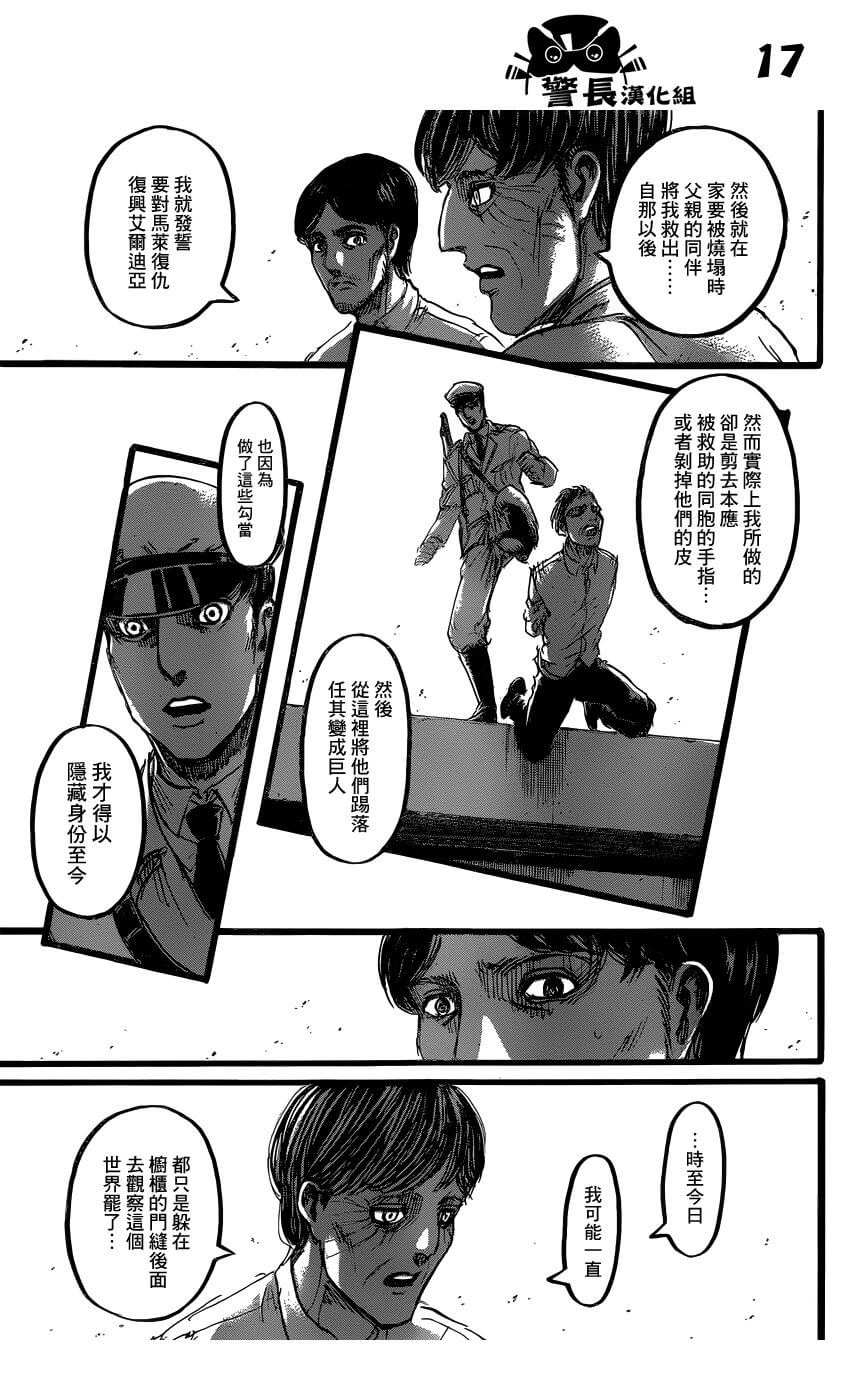 警長漢化組
17
然後就在
家要被燒塌時
父親的同伴
將我救出……
自那以後
我就發誓
要對馬萊復仇
復興艾爾迪亞
然而實際上我所做的
卻是剪去本應
被救助的同胞的手指…
或者剝掉他們的皮
然後
從這裡將他們踢落
任其變成巨人
也因為
做了這些勾當
我才得以
隱藏身份至今
…時至今日
我可能一直
都只是躲在
櫥櫃的門縫後面
去觀察這個
世界罷了…